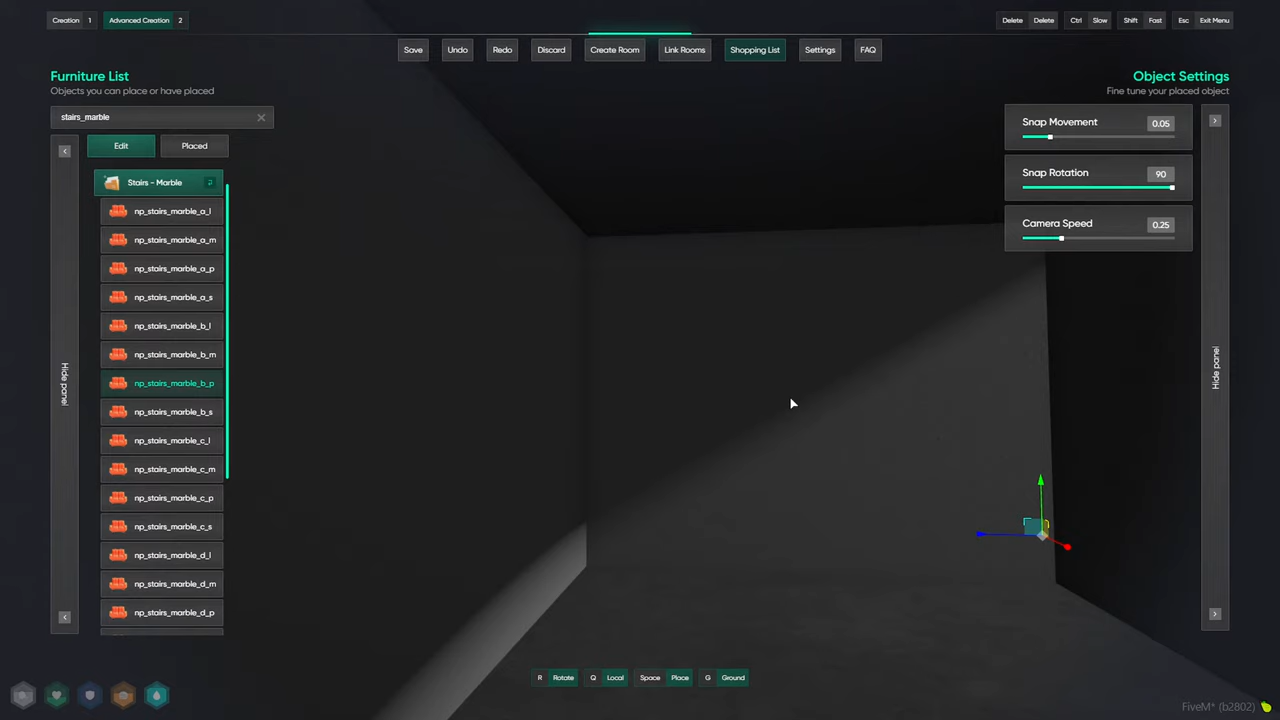 Creation 1
Advanced Creation 2
Delete Delete
Ctrl Slow
Shift Fast
Esc Exit Menu
Save
Undo
Redo
Discard
Create Room
Link Rooms
Shopping List
Settings
FAQ
Furniture List
Objects you can place or have placed
stairs_marble
Edit
Placed
Hide panel
Stairs - Marble
np_stairs_marble_a_l
np_stairs_marble_a_m
np_stairs_marble_a_p
np_stairs_marble_a_s
np_stairs_marble_b_l
np_stairs_marble_b_m
np_stairs_marble_b_p
np_stairs_marble_b_s
np_stairs_marble_c_l
np_stairs_marble_c_m
np_stairs_marble_c_p
np_stairs_marble_c_s
np_stairs_marble_d_l
np_stairs_marble_d_m
np_stairs_marble_d_p
Object Settings
Fine tune your placed object
Snap Movement 0.05
Snap Rotation 90
Camera Speed 0.25
Hide panel
R Rotate
Q Local
Space Place
G Ground
FiveM* (b2802)